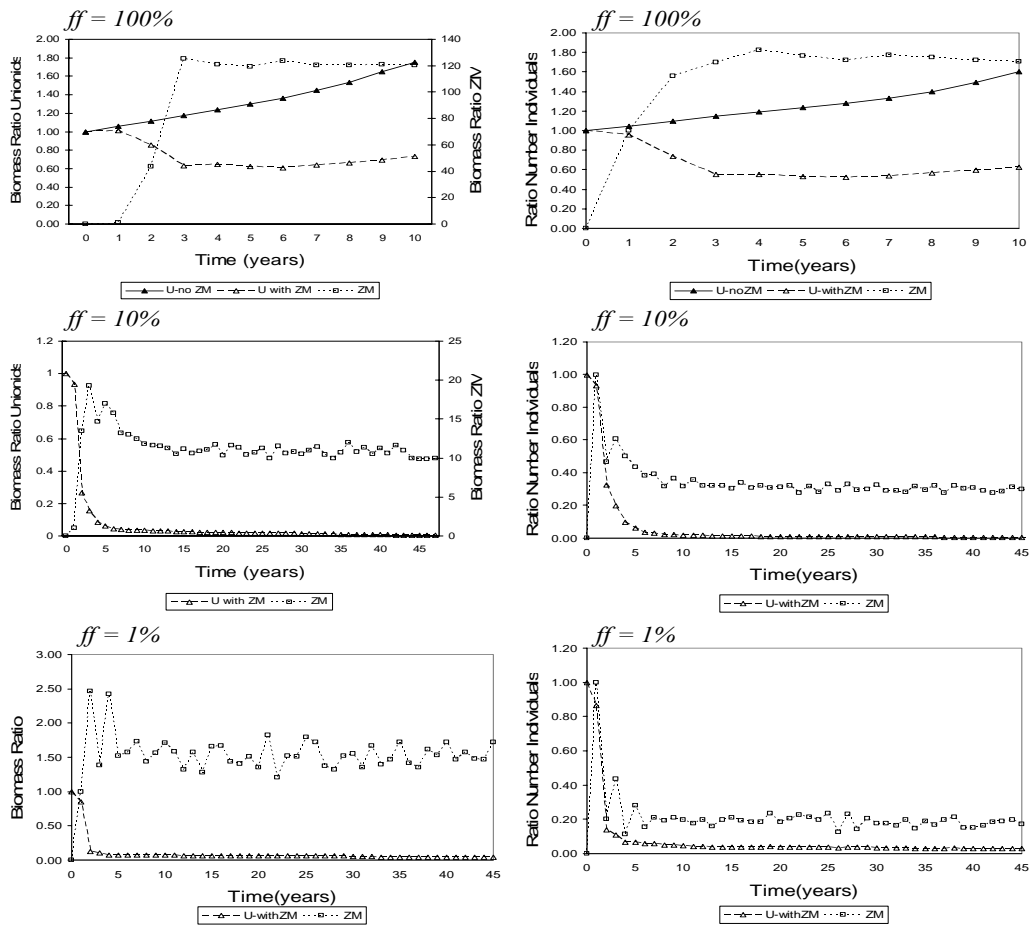 ff = 100%
Biomass Ratio Unionids
2.00
1.80
1.60
1.40
1.20
1.00
0.80
0.60
0.40
0.20
0.00
140
120
100
80
60
40
20
0
Biomass Ratio ZM
0 1 2 3 4 5 6 7 8 9 10
Time (years)
U-no ZM U with ZM ZM
ff = 100%
Ratio Number Individuals
2.00
1.80
1.60
1.40
1.20
1.00
0.80
0.60
0.40
0.20
0.00
0 1 2 3 4 5 6 7 8 9 10
Time(years)
U-noZM U-withZM ZM
ff = 10%
Biomass Ratio Unionids
1.2
1
0.8
0.6
0.4
0.2
0
25
20
15
10
5
0
Biomass Ratio ZM
0 5 10 15 20 25 30 35 40 45
Time (years)
U with ZM ZM
ff = 10%
Ratio Number Individuals
1.20
1.00
0.80
0.60
0.40
0.20
0.00
0 5 10 15 20 25 30 35 40 45
Time (years)
U-withZM ZM
ff = 1%
Biomass Ratio
3.00
2.50
2.00
1.50
1.00
0.50
0.00
0 5 10 15 20 25 30 35 40 45
Time(years)
U-withZM ZM
ff = 1%
Ratio Number Individuals
1.20
1.00
0.80
0.60
0.40
0.20
0.00
0 5 10 15 20 25 30 35 40 45
Time(years)
U-withZM ZM